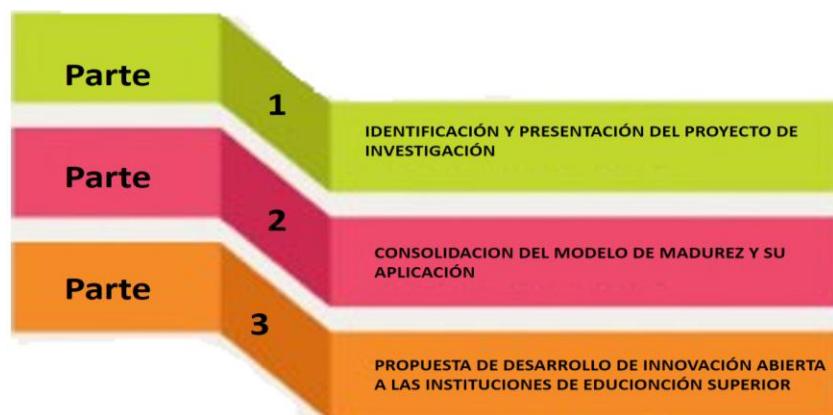 Parte 1
IDENTIFICACIÓN Y PRESENTACIÓN DEL PROYECTO DE
INVESTIGACIÓN
Parte 2
CONSOLIDACION DEL MODELO DE MADUREZ Y SU
APLICACIÓN
Parte 3
PROPUESTA DE DESARROLLO DE INNOVACIÓN ABIERTA
A LAS INSTITUCIONES DE EDUCIONCIÓN SUPERIOR